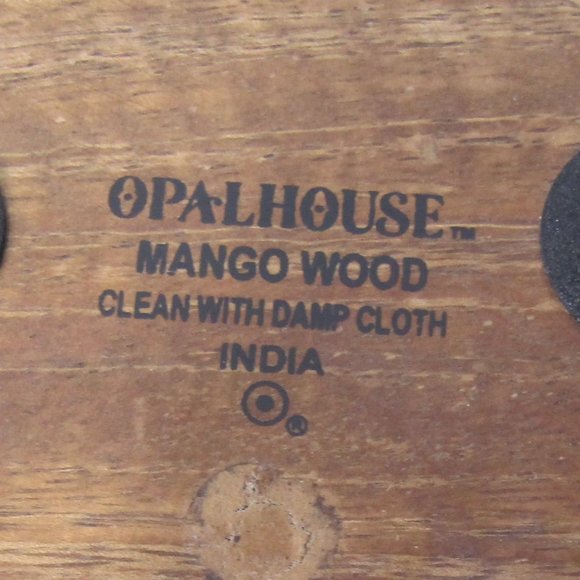 OPALHOUSE™
MANGO WOOD
CLEAN WITH DAMP CLOTH
INDIA
®